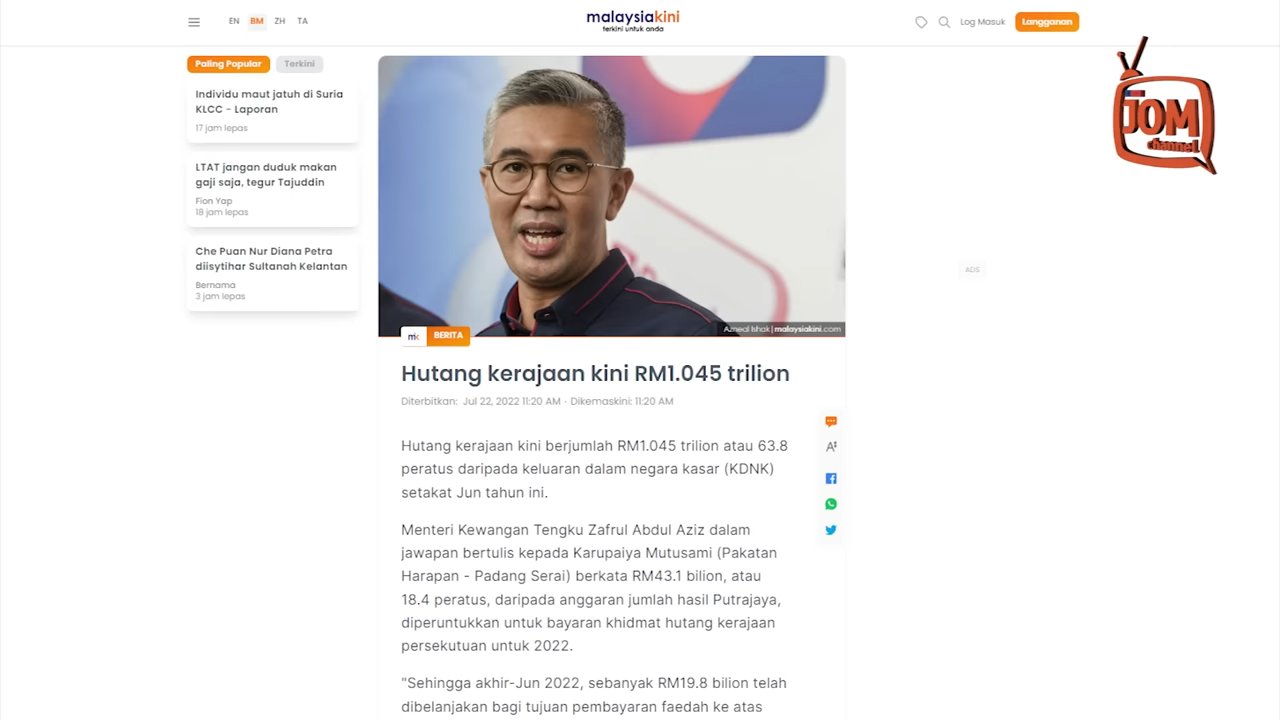 EN BM ZH TA
malaysiakini
terkini untuk anda
Log Masuk
Langganan
JOM
channel
Paling Popular
Terkini
Individu maut jatuh di Suria
KLCC - Laporan
17 jam lepas
LTAT jangan duduk makan
gaji saja, tegur Tajuddin
Fion Yap
18 jam lepas
Che Puan Nur Diana Petra
diisytihar Sultanah Kelantan
Bernama
3 jam lepas
Azneal Ishak | malaysiakini.com
mk BERITA
ADS
Hutang kerajaan kini RM1.045 trilion
Diterbitkan: Jul 22, 2022 11:20 AM · Dikemaskini: 11:20 AM
Hutang kerajaan kini berjumlah RM1.045 trilion atau 63.8
peratus daripada keluaran dalam negara kasar (KDNK)
setakat Jun tahun ini.
Menteri Kewangan Tengku Zafrul Abdul Aziz dalam
jawapan bertulis kepada Karupaiya Mutusami (Pakatan
Harapan - Padang Serai) berkata RM43.1 bilion, atau
18.4 peratus, daripada anggaran jumlah hasil Putrajaya,
diperuntukkan untuk bayaran khidmat hutang kerajaan
persekutuan untuk 2022.
"Sehingga akhir-Jun 2022, sebanyak RM19.8 bilion telah
dibelanjakan bagi tujuan pembayaran faedah ke atas